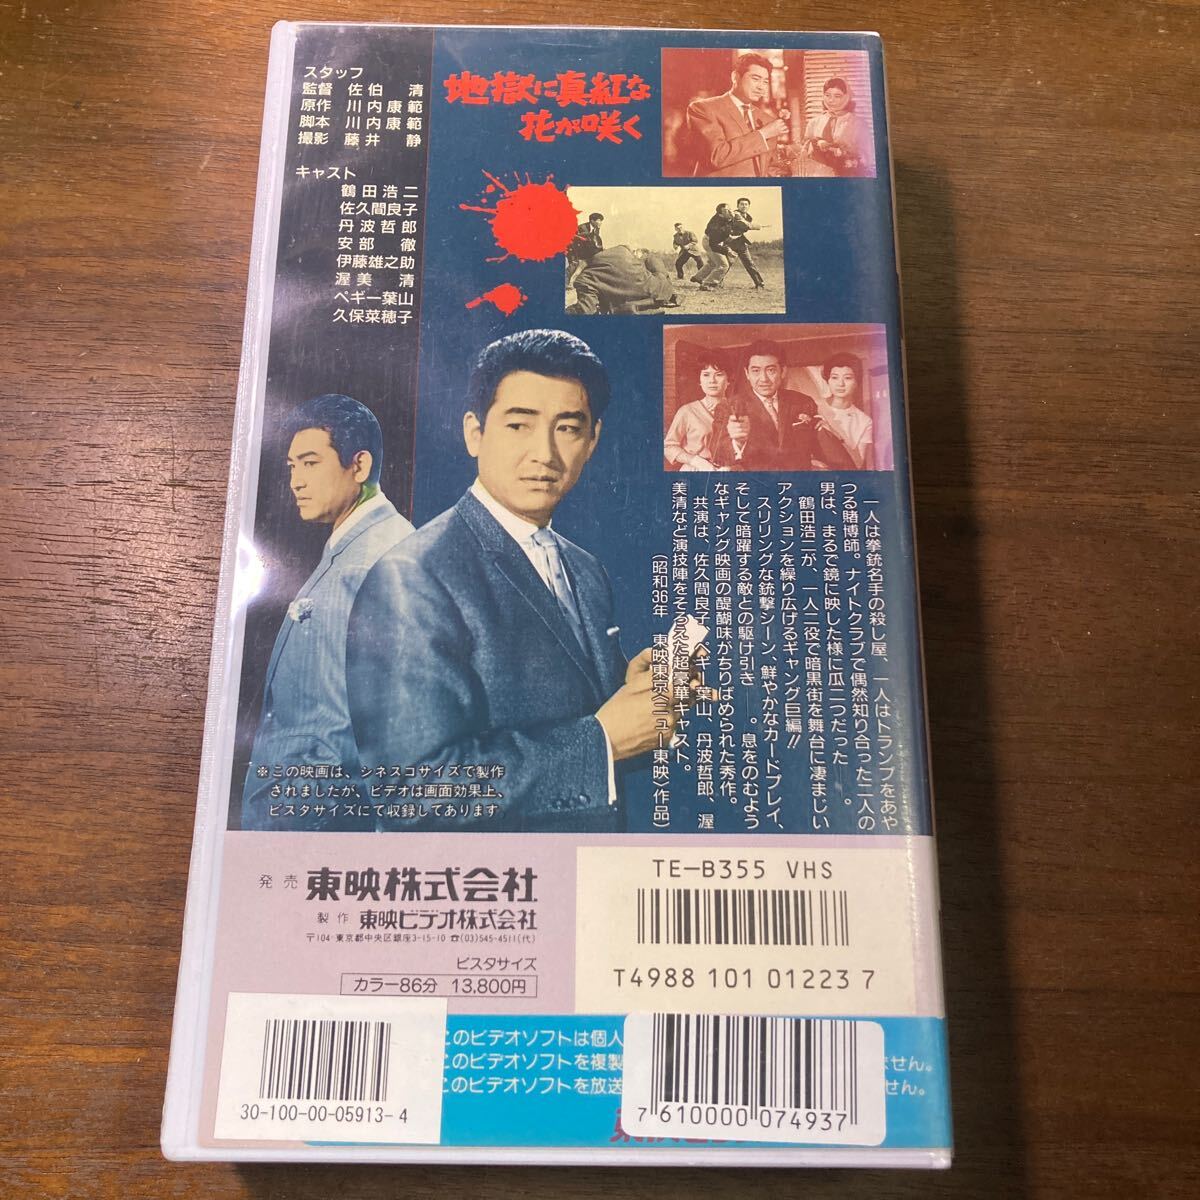 スタッフ
監督 佐伯 清
原作 川内康範
脚本 川内康範
撮影 藤井 静
キャスト
鶴田浩二
佐久間良子
丹波哲郎
安部 徹
伊藤雄之助
渥美 清
ペギー葉山
久保菜穂子
地獄に真紅な
花が咲く
一人は拳銃名手の殺し屋、一人はトランプをあや
つる賭博師。ナイトクラブで偶然知り合った二人の
男は、まるで鏡に映した様に瓜二つだった──。
鶴田浩二が、一人二役で暗黒街を舞台に凄まじい
アクションを繰り広げるギャング巨編!!
スリリングな銃撃シーン、鮮やかなカードプレイ、
そして暗躍する敵との駆け引き──。息をのむよう
なギャング映画の醍醐味がちりばめられた秀作。
共演は、佐久間良子、ペギー葉山、丹波哲郎、渥
美清など演技陣をそろえた超豪華キャスト。
(昭和36年 東映東京〈ニュー東映〉作品)
※この映画は、シネスコサイズで製作
されましたが、ビデオは画面効果上、
ビスタサイズにて収録してあります
発売 東映株式会社
製作 東映ビデオ株式会社
〒104・東京都中央区銀座3-15-10 ☎(03)545-4511(代)
ビスタサイズ
カラー86分 13,800円
TE-B355 VHS
T4988 101 01223 7
このビデオソフトは個人
このビデオソフトを複製 ません。
このビデオソフトを放送 せん。
30-100-00-05913-4
7 610000 074937